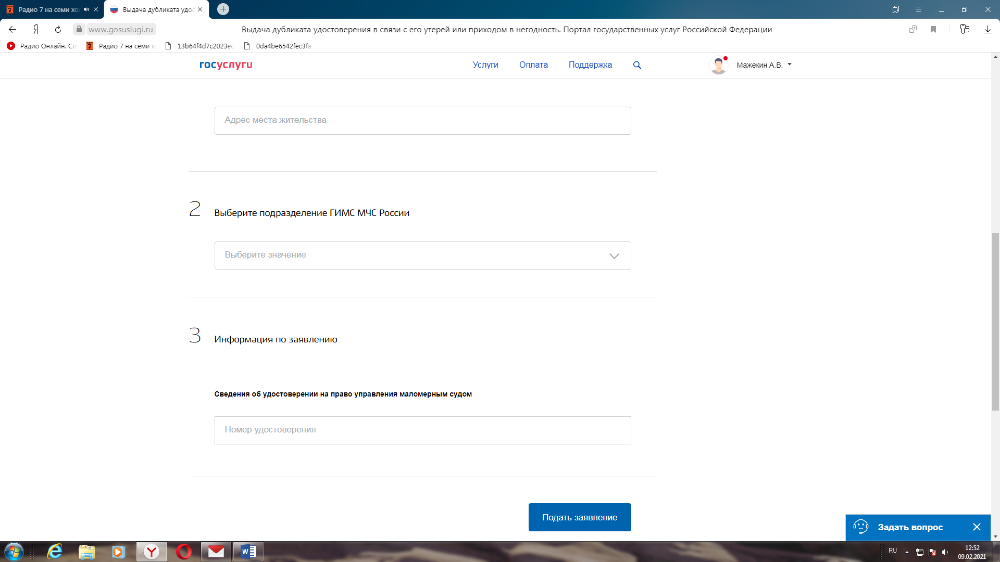 Радио 7 на семи хол
Выдача дубликата удос
www.gosuslugi.ru
Выдача дубликата удостоверения в связи с его утерей или приходом в негодность. Портал государственных услуг Российской Федерации
Радио Онлайн. Сл
Радио 7 на семи х
13b64f4d7c2023ed
0da4be6542fec3fa
госуслуги
Услуги
Оплата
Поддержка
Мажекин А.В.
Адрес места жительства
2
Выберите подразделение ГИМС МЧС России
Выберите значение
3
Информация по заявлению
Сведения об удостоверении на право управления маломерным судом
Номер удостоверения
Подать заявление
Задать вопрос
RU
12:52
09.02.2021